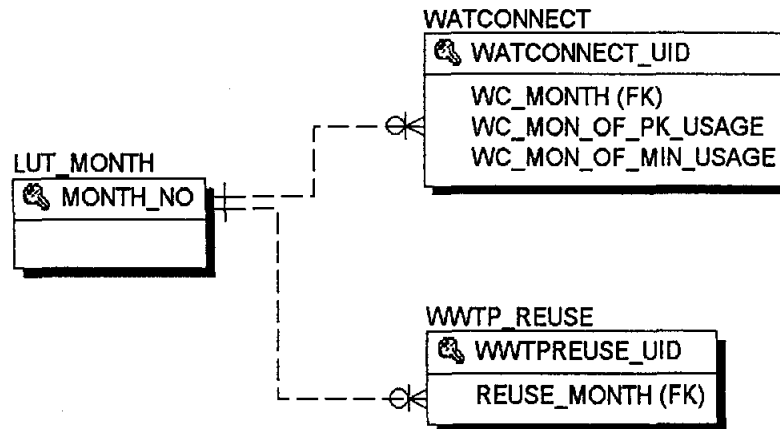 WATCONNECT
WATCONNECT_UID
WC_MONTH (FK)
WC_MON_OF_PK_USAGE
WC_MON_OF_MIN_USAGE
LUT_MONTH
MONTH_NO
WWTP_REUSE
WWTPREUSE_UID
REUSE_MONTH (FK)